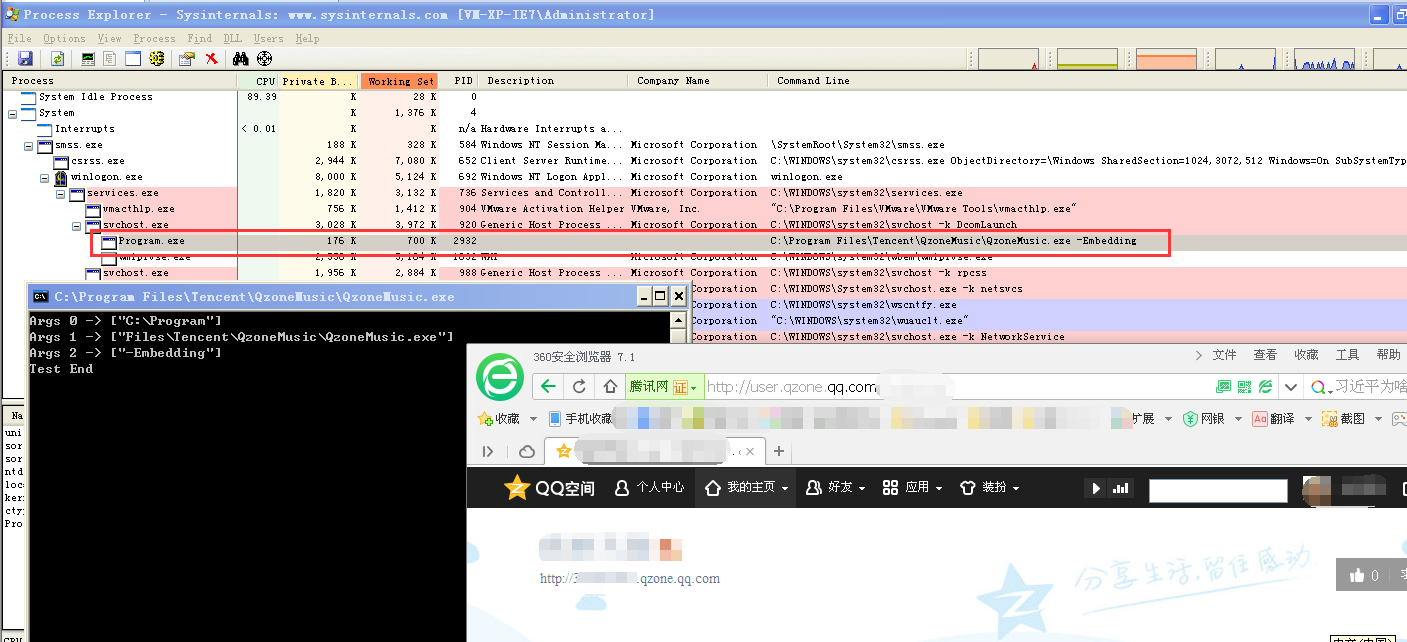 Process Explorer - Sysinternals: www.sysinternals.com [VM-XP-IE7\Administrator]
File Options View Process Find DLL Users Help
Process CPU Private B... Working Set PID Description Company Name Command Line
System Idle Process 89.39 K 28 K 0
System K 1,376 K 4
Interrupts < 0.01 K K n/a Hardware Interrupts a...
smss.exe 188 K 328 K 584 Windows NT Session Ma... Microsoft Corporation \SystemRoot\System32\smss.exe
csrss.exe 2,944 K 7,080 K 652 Client Server Runtime... Microsoft Corporation C:\WINDOWS\system32\csrss.exe ObjectDirectory=\Windows SharedSection=1024,3072,512 Windows=On SubSystemTyp
winlogon.exe 8,000 K 5,124 K 692 Windows NT Logon Appl... Microsoft Corporation winlogon.exe
services.exe 1,820 K 3,132 K 736 Services and Controll... Microsoft Corporation C:\WINDOWS\system32\services.exe
vmacthlp.exe 756 K 1,412 K 904 VMware Activation Helper VMware, Inc. "C:\Program Files\VMware\VMware Tools\vmacthlp.exe"
svchost.exe 3,028 K 3,972 K 920 Generic Host Process ... Microsoft Corporation C:\WINDOWS\system32\svchost -k DcomLaunch
Program.exe 176 K 700 K 2932 C:\Program Files\Tencent\QzoneMusic\QzoneMusic.exe -Embedding
wmiprvse.exe WMI Microsoft Corporation C:\WINDOWS\system32\wbem\wmiprvse.exe
svchost.exe 1,956 K 2,884 K 988 Generic Host Process ... Microsoft Corporation C:\WINDOWS\system32\svchost -k rpcss
Corporation C:\WINDOWS\System32\svchost.exe -k netsvcs
Corporation C:\WINDOWS\system32\wscntfy.exe
Corporation "C:\WINDOWS\system32\wuauclt.exe"
Corporation C:\WINDOWS\system32\svchost.exe -k NetworkService
C:\Program Files\Tencent\QzoneMusic\QzoneMusic.exe
Args 0 -> ["C:\Program"]
Args 1 -> ["Files\Tencent\QzoneMusic\QzoneMusic.exe"]
Args 2 -> ["-Embedding"]
Test End
Na
uni
sor
sor
ntd
loc
ker
cty
Pro
CPU
360安全浏览器 7.1 文件 查看 收藏 工具 帮助
腾讯网 证 http://user.qzone.qq.com 习近平为啥
收藏 手机收藏 扩展 网银 Aa 翻译 截图
QQ空间 个人中心 我的主页 好友 应用 装扮
http://3 .qzone.qq.com
分享生活,留住感动
0